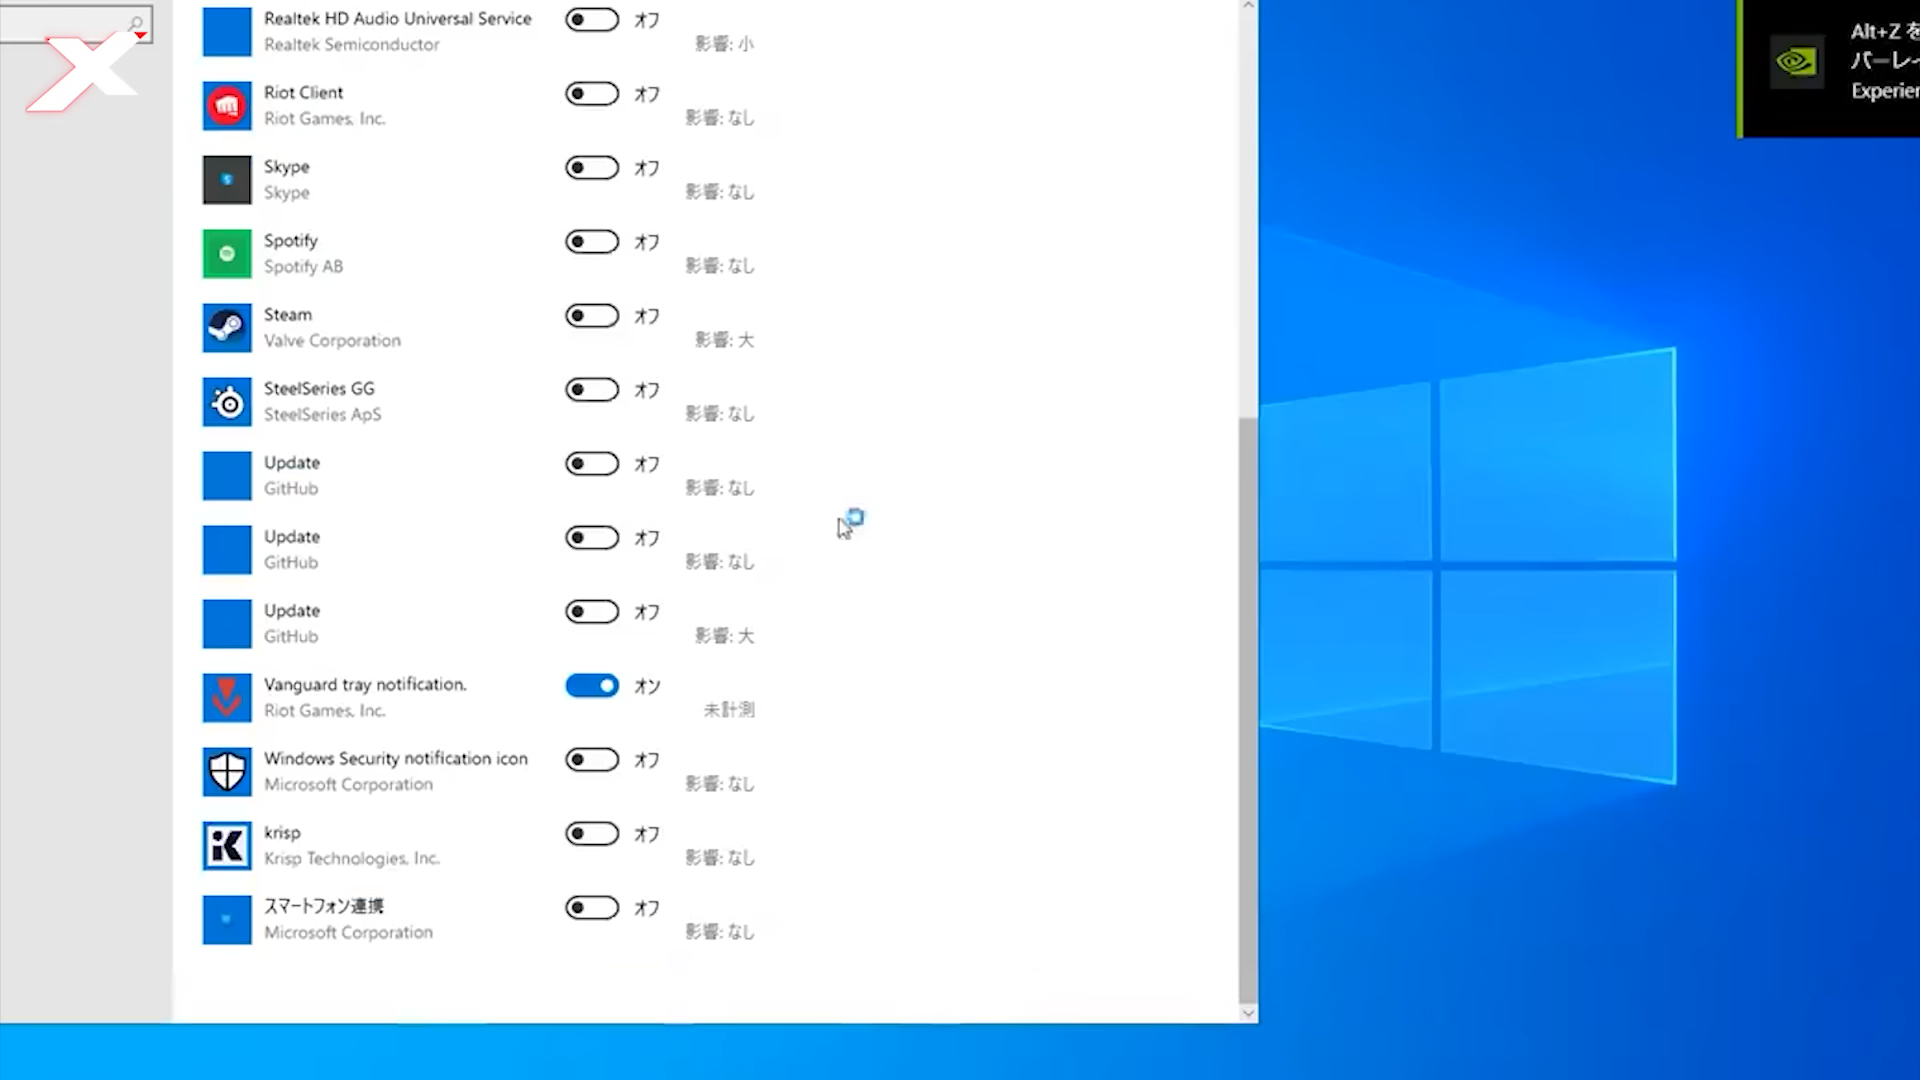 Realtek HD Audio Universal Service
オフ
Realtek Semiconductor
影響: 小
Riot Client
オフ
Riot Games, Inc.
影響: なし
Skype
オフ
Skype
影響: なし
Spotify
オフ
Spotify AB
影響: なし
Steam
オフ
Valve Corporation
影響: 大
SteelSeries GG
オフ
SteelSeries ApS
影響: なし
Update
オフ
GitHub
影響: なし
Update
オフ
GitHub
影響: なし
Update
オフ
GitHub
影響: 大
Vanguard tray notification.
オン
Riot Games, Inc.
未計測
Windows Security notification icon
オフ
Microsoft Corporation
影響: なし
krisp
オフ
Krisp Technologies, Inc.
影響: なし
スマートフォン連携
オフ
Microsoft Corporation
影響: なし
Alt+Z を
バーレイ
Experien
X